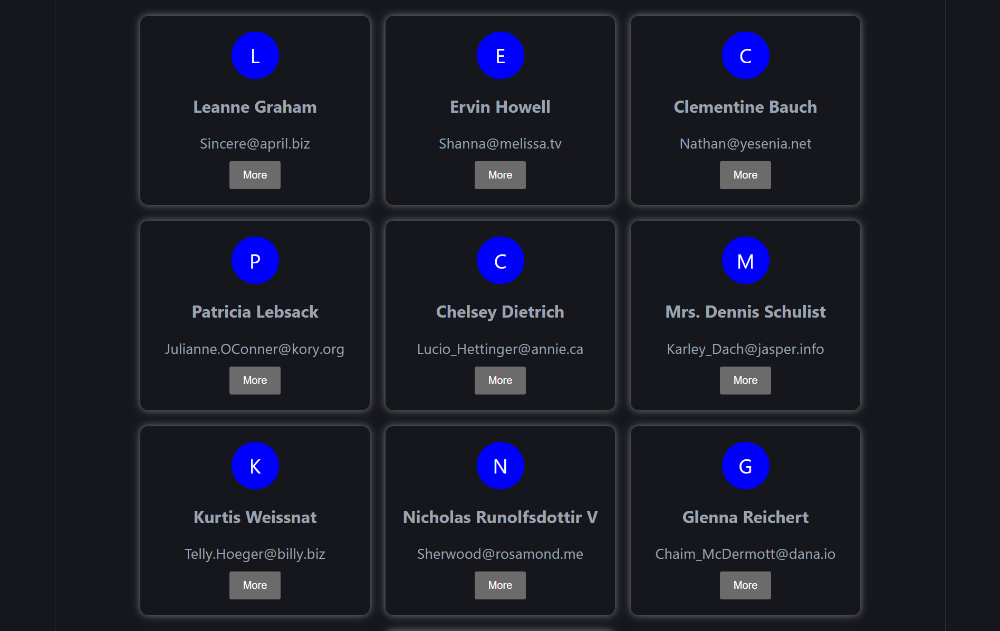 L
Leanne Graham
Sincere@april.biz
More
E
Ervin Howell
Shanna@melissa.tv
More
C
Clementine Bauch
Nathan@yesenia.net
More
P
Patricia Lebsack
Julianne.OConner@kory.org
More
C
Chelsey Dietrich
Lucio_Hettinger@annie.ca
More
M
Mrs. Dennis Schulist
Karley_Dach@jasper.info
More
K
Kurtis Weissnat
Telly.Hoeger@billy.biz
More
N
Nicholas Runolfsdottir V
Sherwood@rosamond.me
More
G
Glenna Reichert
Chaim_McDermott@dana.io
More